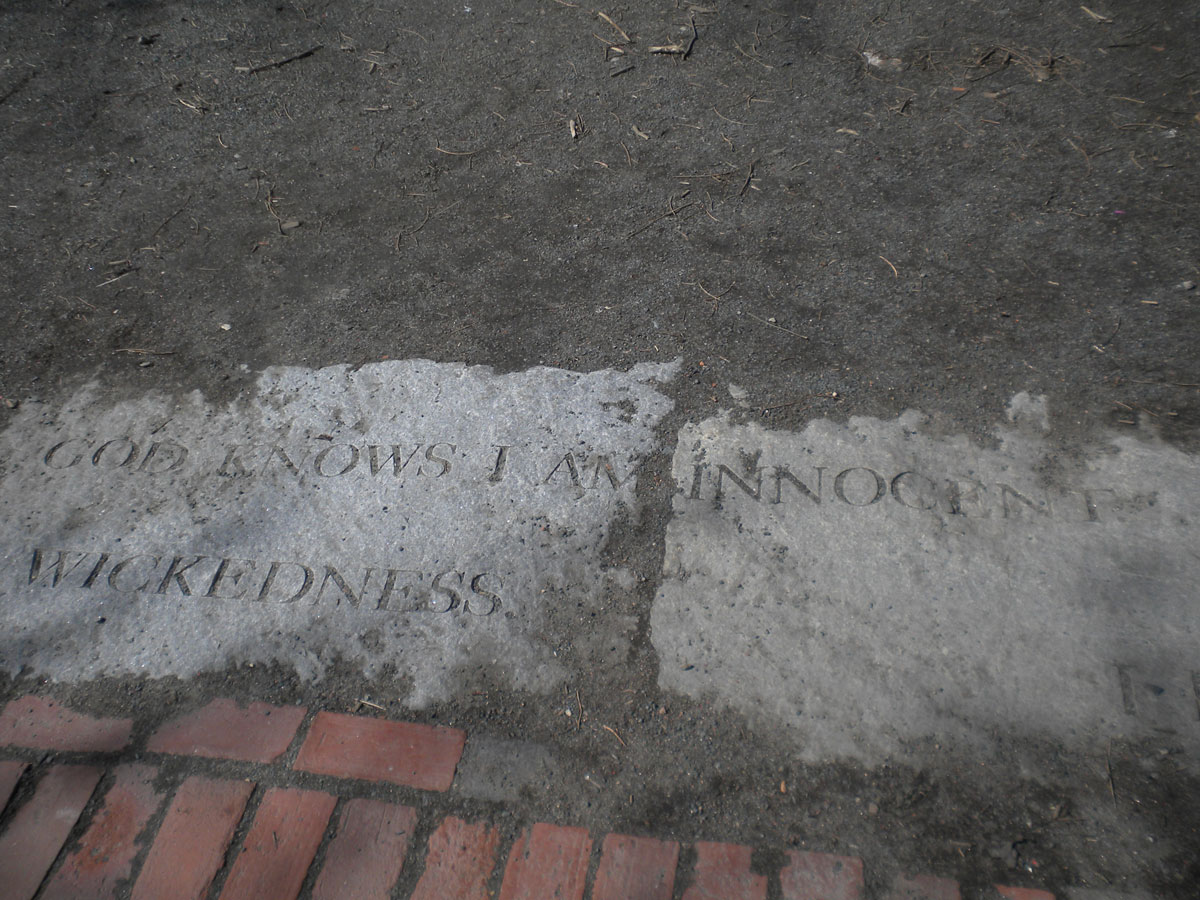 GOD KNOWS I AM INNOCENT
WICKEDNESS.